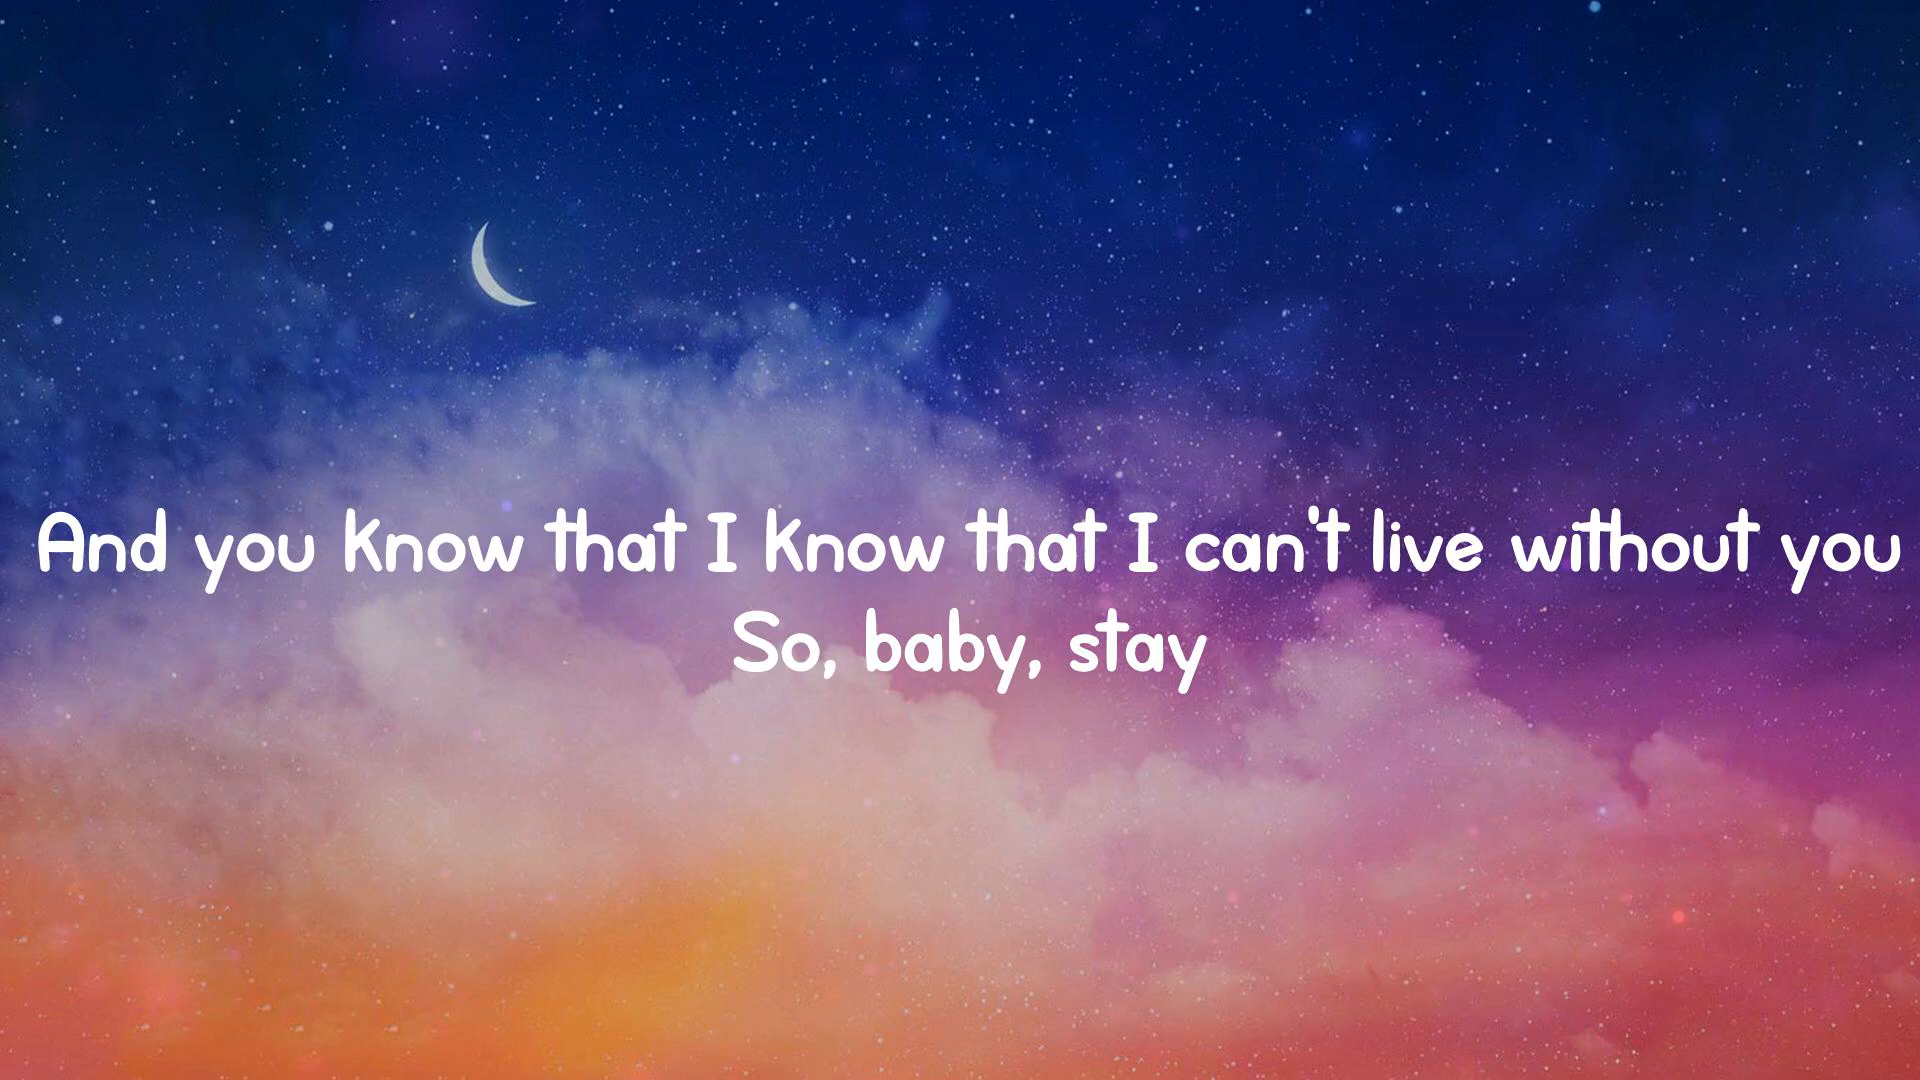 And you know that I know that I can't live without you
So, baby, stay